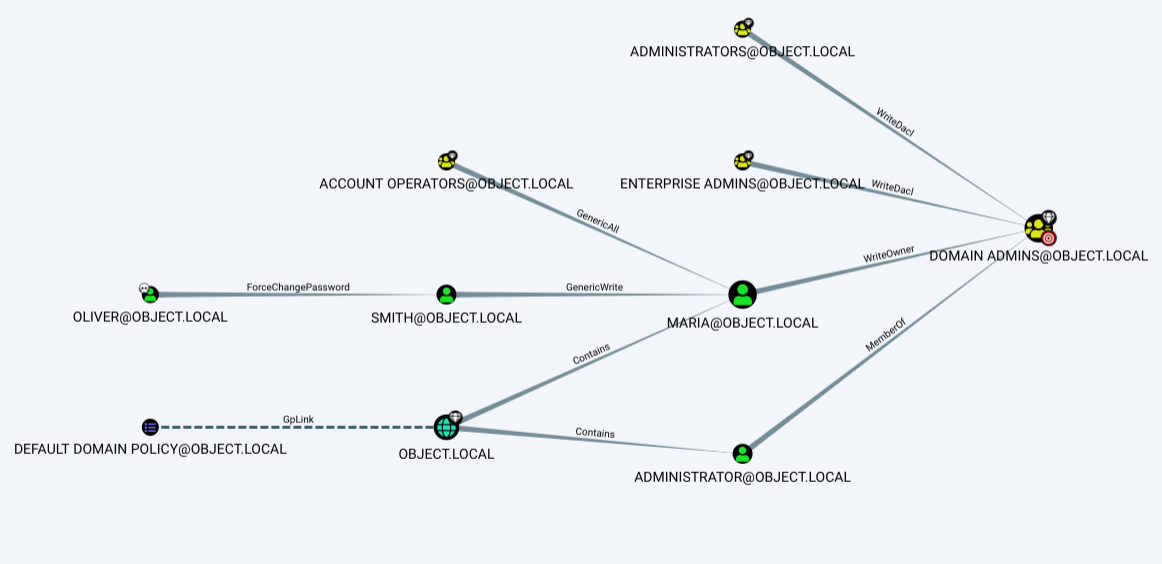 ADMINISTRATORS@OBJECT.LOCAL
WriteDacl
ACCOUNT OPERATORS@OBJECT.LOCAL
ENTERPRISE ADMINS@OBJECT.LOCAL
WriteDacl
GenericAll
WriteOwner
DOMAIN ADMINS@OBJECT.LOCAL
ForceChangePassword
GenericWrite
OLIVER@OBJECT.LOCAL
SMITH@OBJECT.LOCAL
MARIA@OBJECT.LOCAL
Contains
MemberOf
GpLink
Contains
DEFAULT DOMAIN POLICY@OBJECT.LOCAL
OBJECT.LOCAL
ADMINISTRATOR@OBJECT.LOCAL